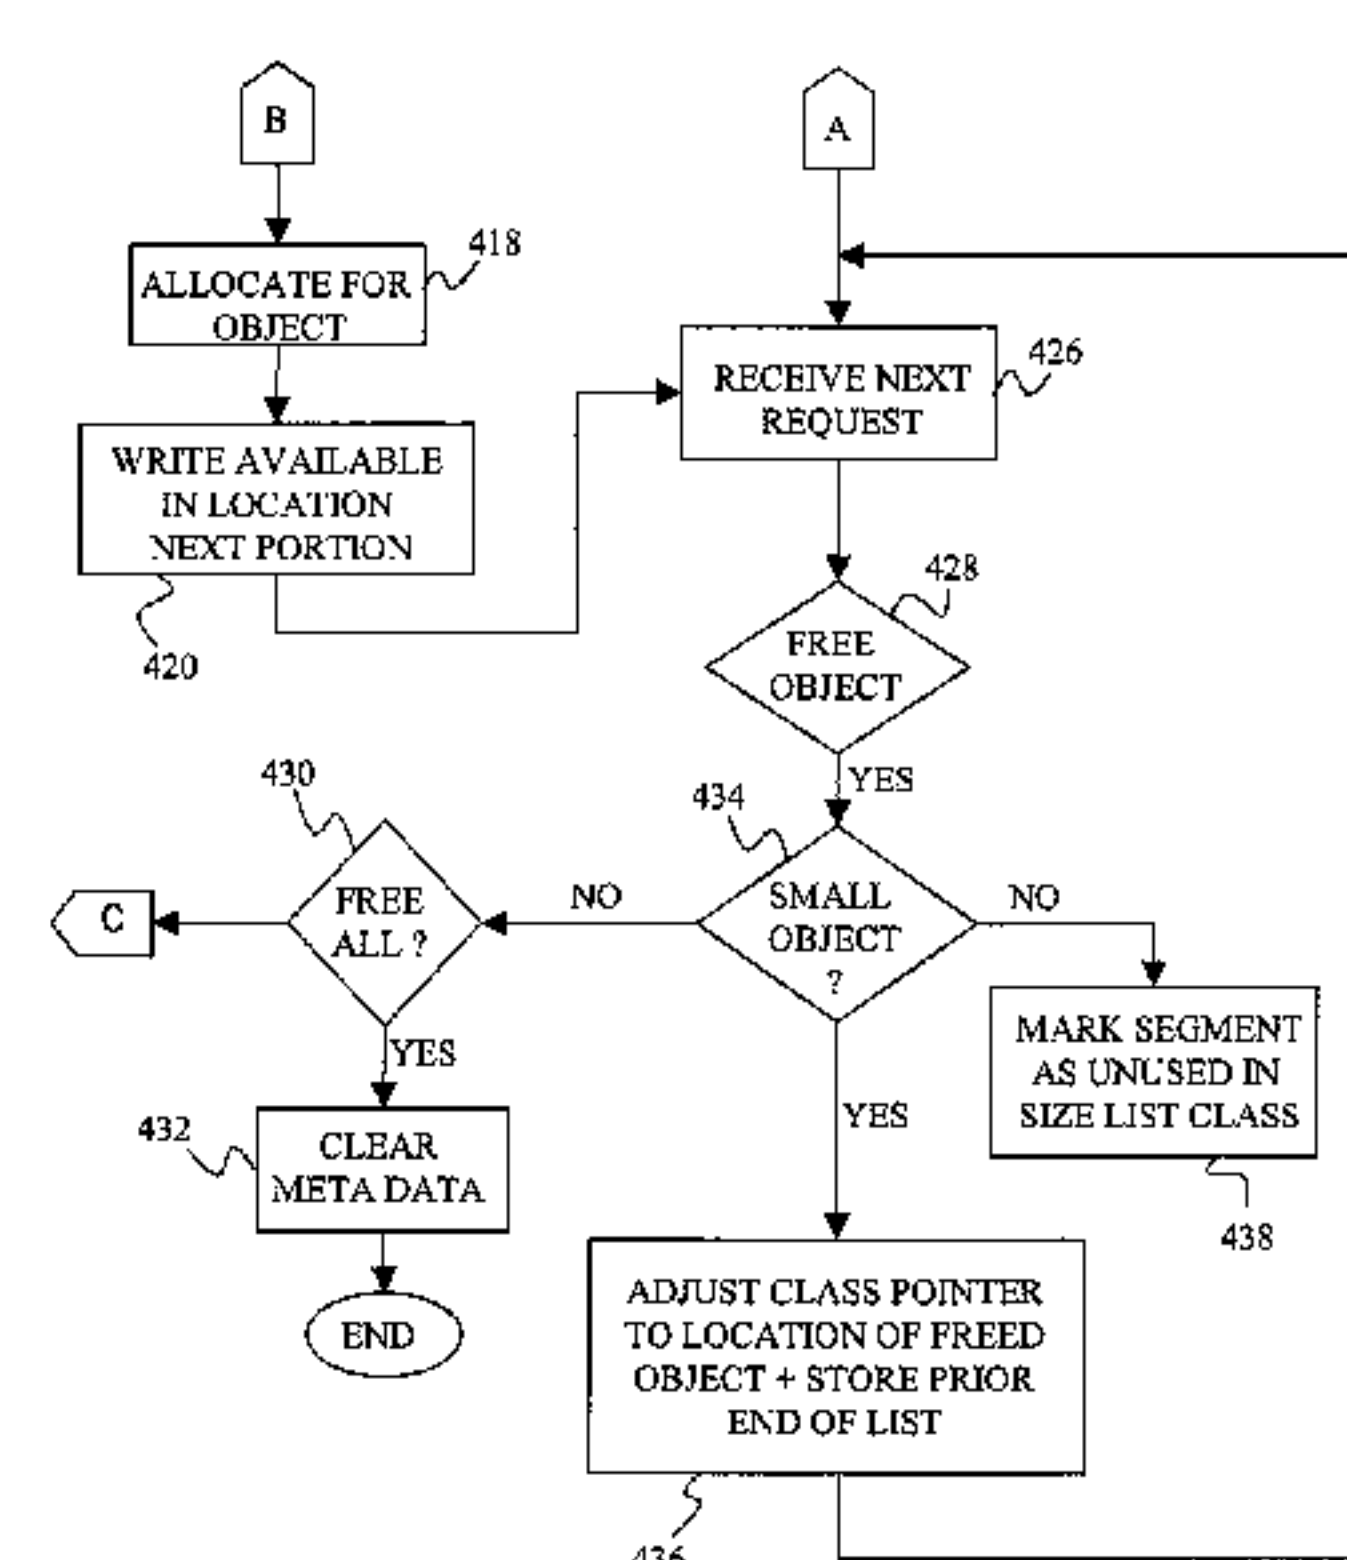 B
A
418
ALLOCATE FOR
OBJECT
426
RECEIVE NEXT
REQUEST
WRITE AVAILABLE
IN LOCATION
NEXT PORTION
420
428
FREE
OBJECT
YES
430
434
C
FREE
ALL ?
NO
SMALL
OBJECT
?
NO
YES
MARK SEGMENT
AS UNUSED IN
SIZE LIST CLASS
438
YES
432
CLEAR
META DATA
END
ADJUST CLASS POINTER
TO LOCATION OF FREED
OBJECT + STORE PRIOR
END OF LIST
436